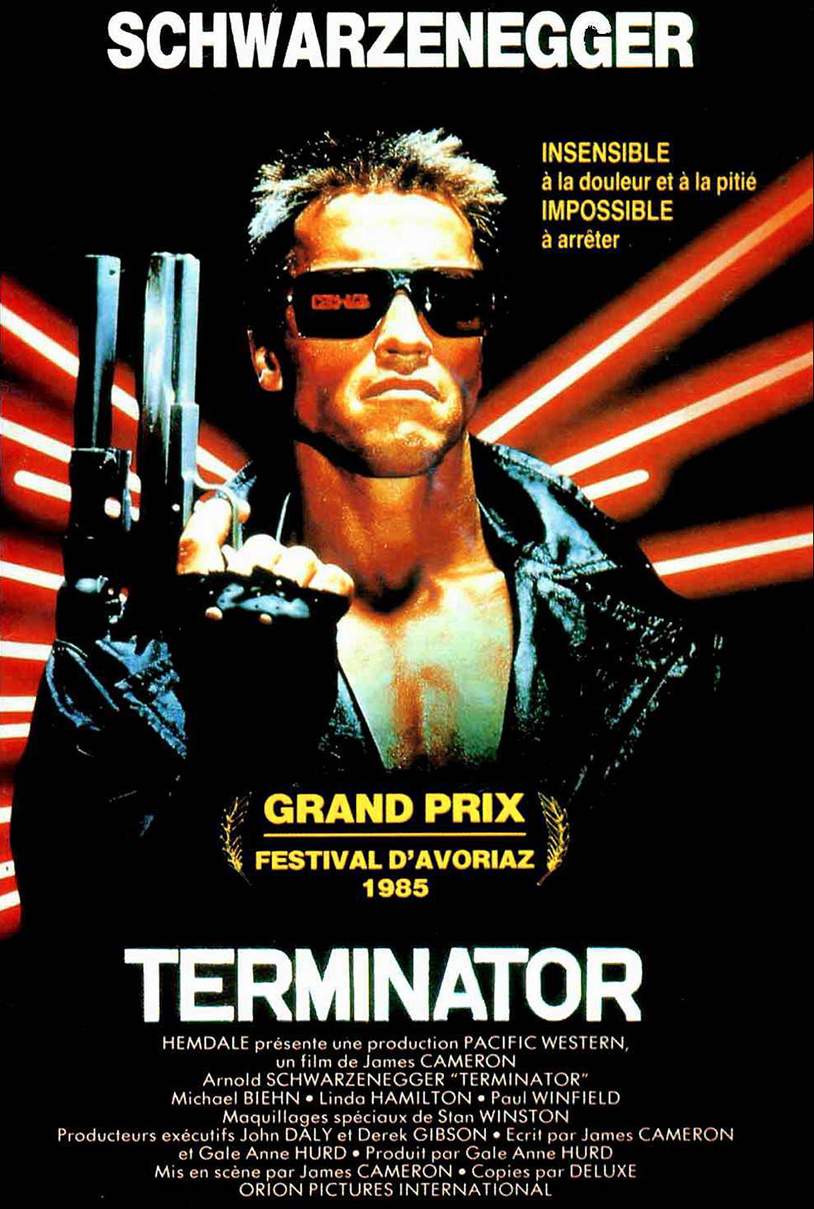 SCHWARZENEGGER
INSENSIBLE
à la douleur et à la pitié
IMPOSSIBLE
à arrêter
GRAND PRIX
FESTIVAL D'AVORIAZ
1985
TERMINATOR
HEMDALE présente une production PACIFIC WESTERN,
un film de James CAMERON
Arnold SCHWARZENEGGER "TERMINATOR"
Michael BIEHN • Linda HAMILTON • Paul WINFIELD
Maquillages spéciaux de Stan WINSTON
Producteurs exécutifs John DALY et Derek GIBSON • Ecrit par James CAMERON
et Gale Anne HURD • Produit par Gale Anne HURD
Mis en scène par James CAMERON • Copies par DELUXE
ORION PICTURES INTERNATIONAL